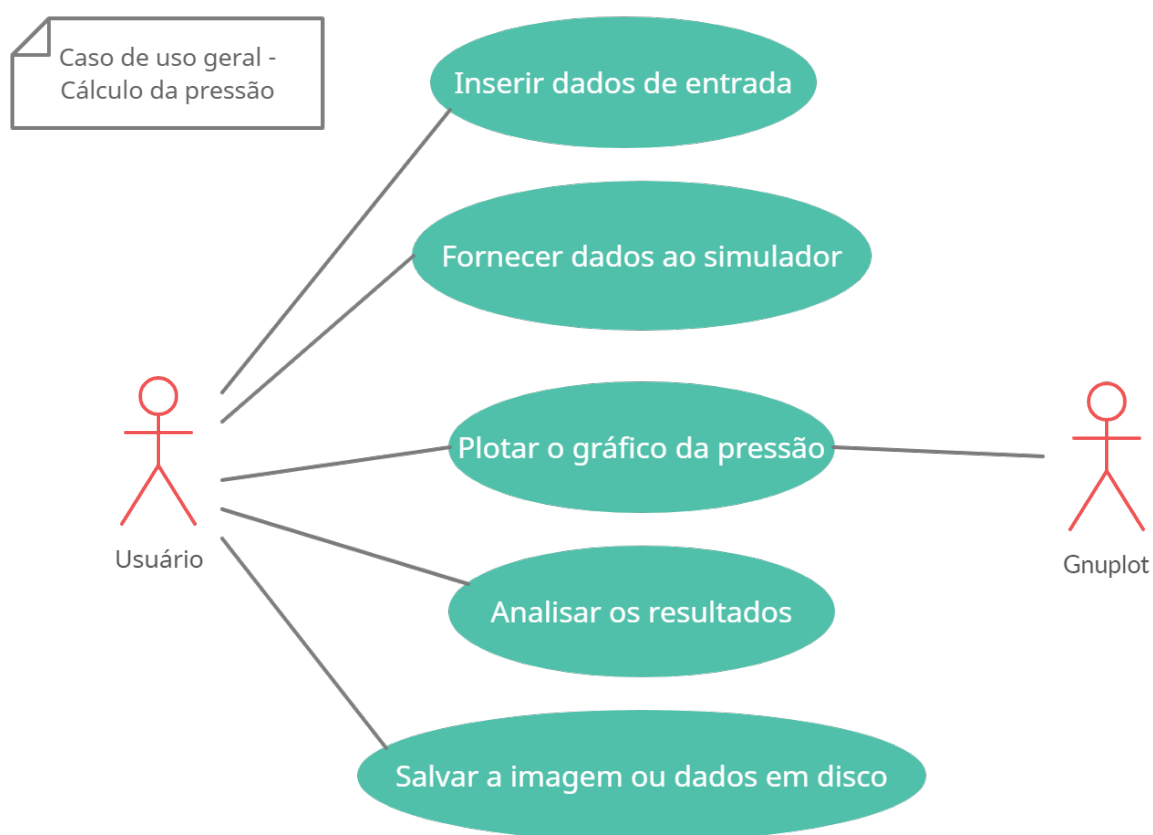 Caso de uso geral -
Cálculo da pressão
Inserir dados de entrada
Fornecer dados ao simulador
Plotar o gráfico da pressão
Usuário
Gnuplot
Analisar os resultados
Salvar a imagem ou dados em disco